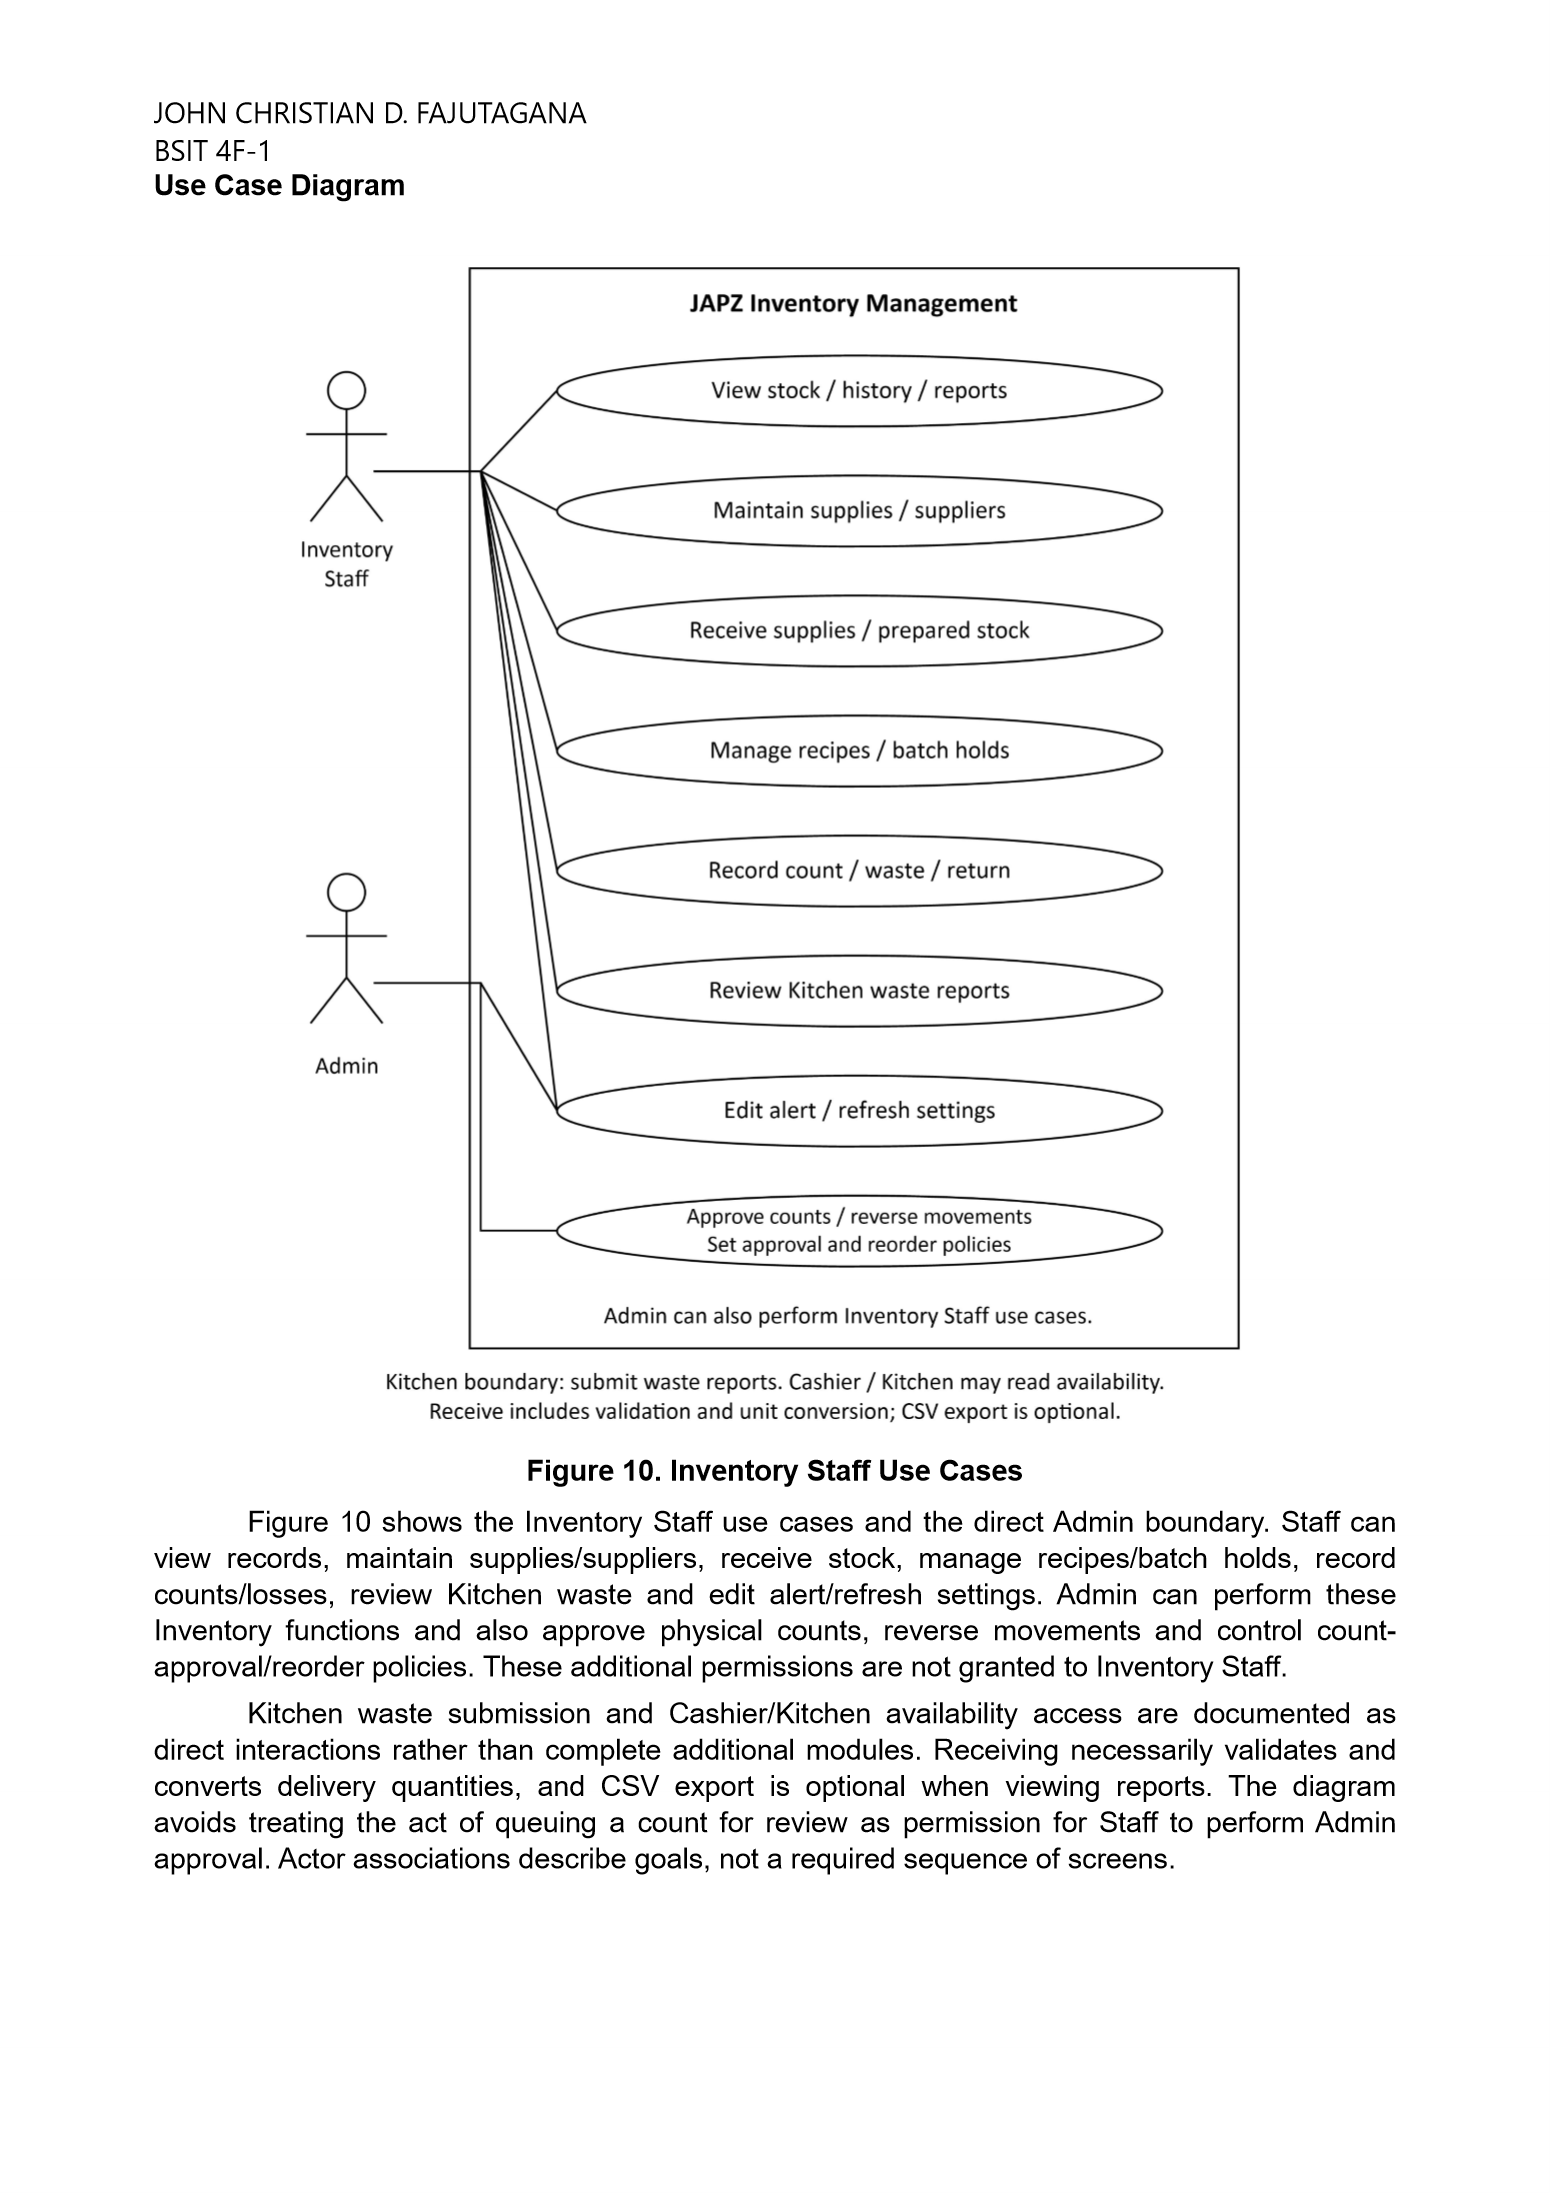 JOHN CHRISTIAN D. FAJUTAGANA
BSIT 4F-1
Use Case Diagram
JAPZ Inventory Management
View stock / history / reports
Maintain supplies / suppliers
Inventory
Staff
Receive supplies / prepared stock
Manage recipes / batch holds
Record count / waste / return
Review Kitchen waste reports
Admin
Edit alert / refresh settings
Approve counts / reverse movements
Set approval and reorder policies
Admin can also perform Inventory Staff use cases.
Kitchen boundary: submit waste reports. Cashier / Kitchen may read availability.
Receive includes validation and unit conversion; CSV export is optional.
Figure 10. Inventory Staff Use Cases
Figure 10 shows the Inventory Staff use cases and the direct Admin boundary. Staff can
view records, maintain supplies/suppliers, receive stock, manage recipes/batch holds, record
counts/losses, review Kitchen waste and edit alert/refresh settings. Admin can perform these
Inventory functions and also approve physical counts, reverse movements and control count-
approval/reorder policies. These additional permissions are not granted to Inventory Staff.
Kitchen waste submission and Cashier/Kitchen availability access are documented as
direct interactions rather than complete additional modules. Receiving necessarily validates and
converts delivery quantities, and CSV export is optional when viewing reports. The diagram
avoids treating the act of queuing a count for review as permission for Staff to perform Admin
approval. Actor associations describe goals, not a required sequence of screens.